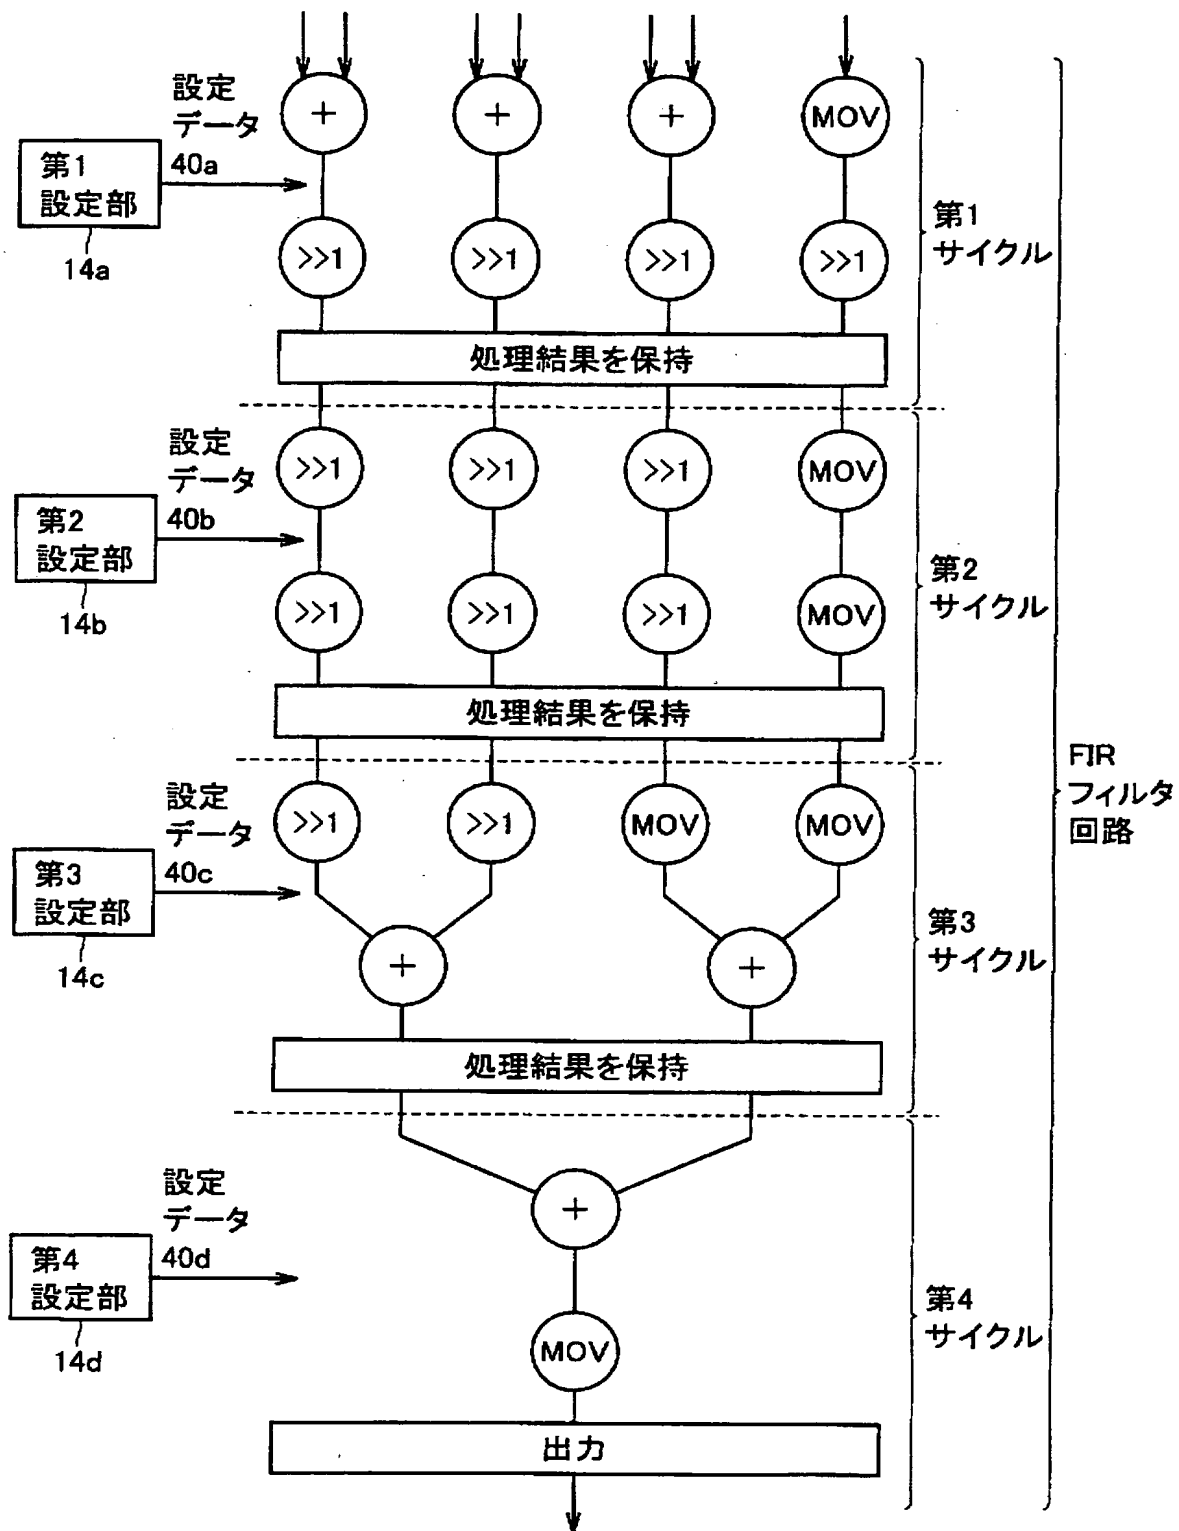 設定
データ
40a
第1
設定部
14a
+ + + MOV
>>1 >>1 >>1 >>1
処理結果を保持
第1
サイクル
設定
データ
40b
第2
設定部
14b
>>1 >>1 >>1 MOV
>>1 >>1 >>1 MOV
処理結果を保持
第2
サイクル
設定
データ
40c
第3
設定部
14c
>>1 >>1 MOV MOV
+ +
処理結果を保持
第3
サイクル
設定
データ
40d
第4
設定部
14d
+
MOV
出力
第4
サイクル
FIR
フィルタ
回路